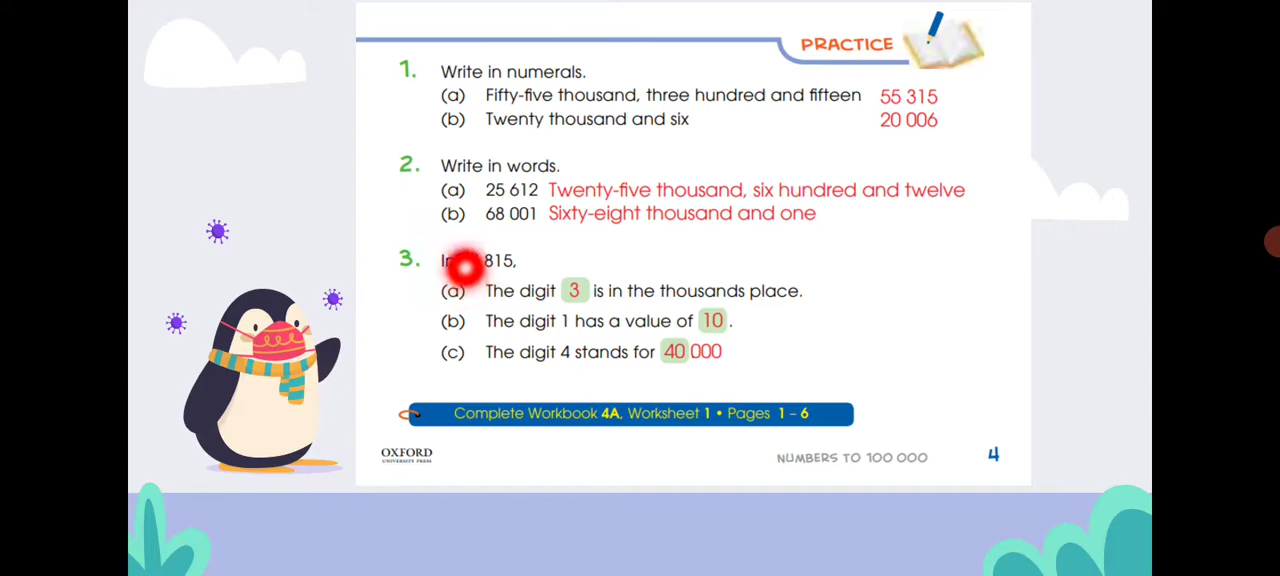 PRACTICE
1. Write in numerals.
(a) Fifty-five thousand, three hundred and fifteen 55 315
(b) Twenty thousand and six 20 006
2. Write in words.
(a) 25 612 Twenty-five thousand, six hundred and twelve
(b) 68 001 Sixty-eight thousand and one
3. 815,
(a) The digit 3 is in the thousands place.
(b) The digit 1 has a value of 10 .
(c) The digit 4 stands for 40 000
Complete Workbook 4A, Worksheet 1 • Pages 1 – 6
OXFORD
UNIVERSITY PRESS
NUMBERS TO 100 000 4